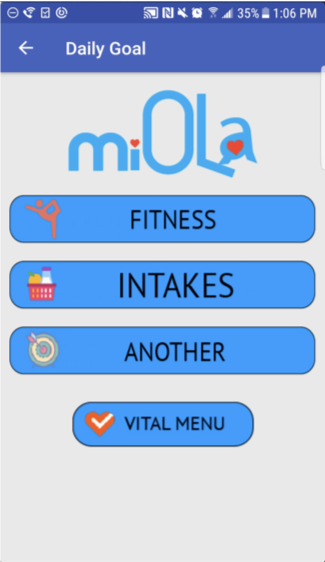 35% 1:06 PM
Daily Goal
miOLa
FITNESS
INTAKES
ANOTHER
VITAL MENU